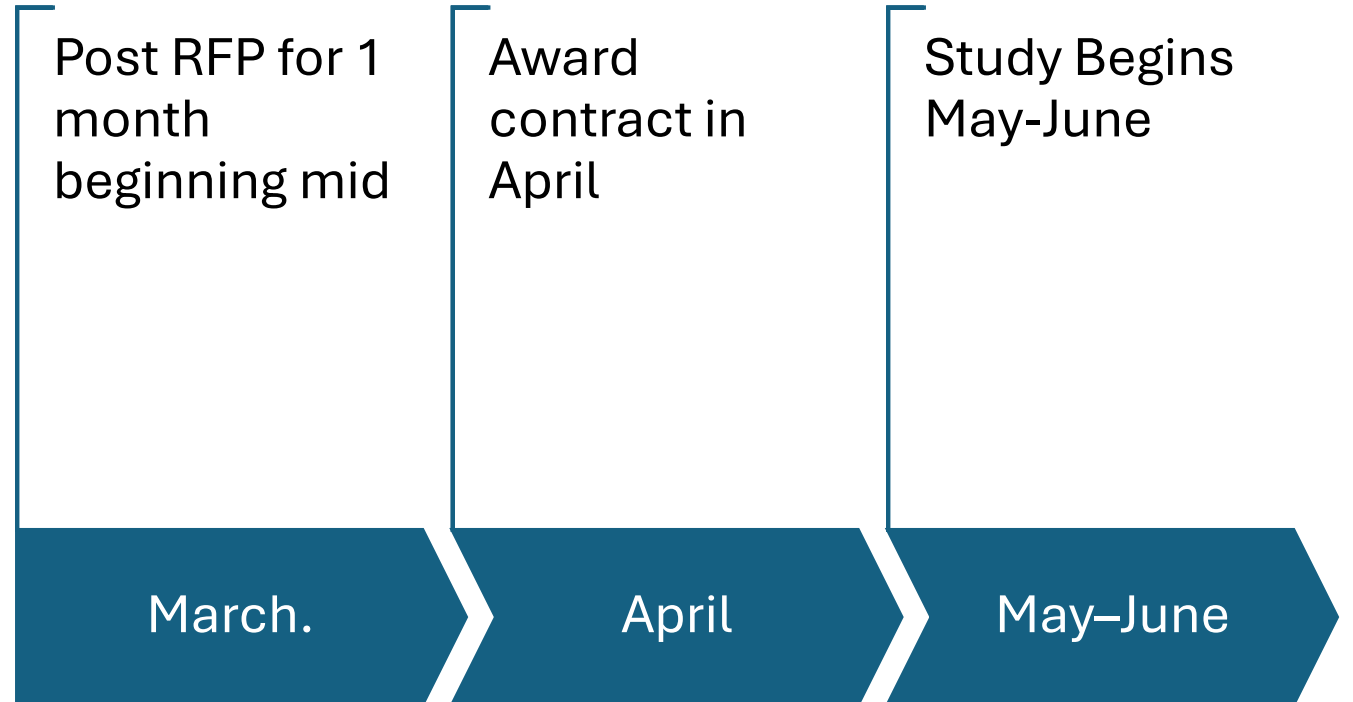 Post RFP for 1
month
beginning mid
Award
contract in
April
Study Begins
May-June
March.
April
May–June